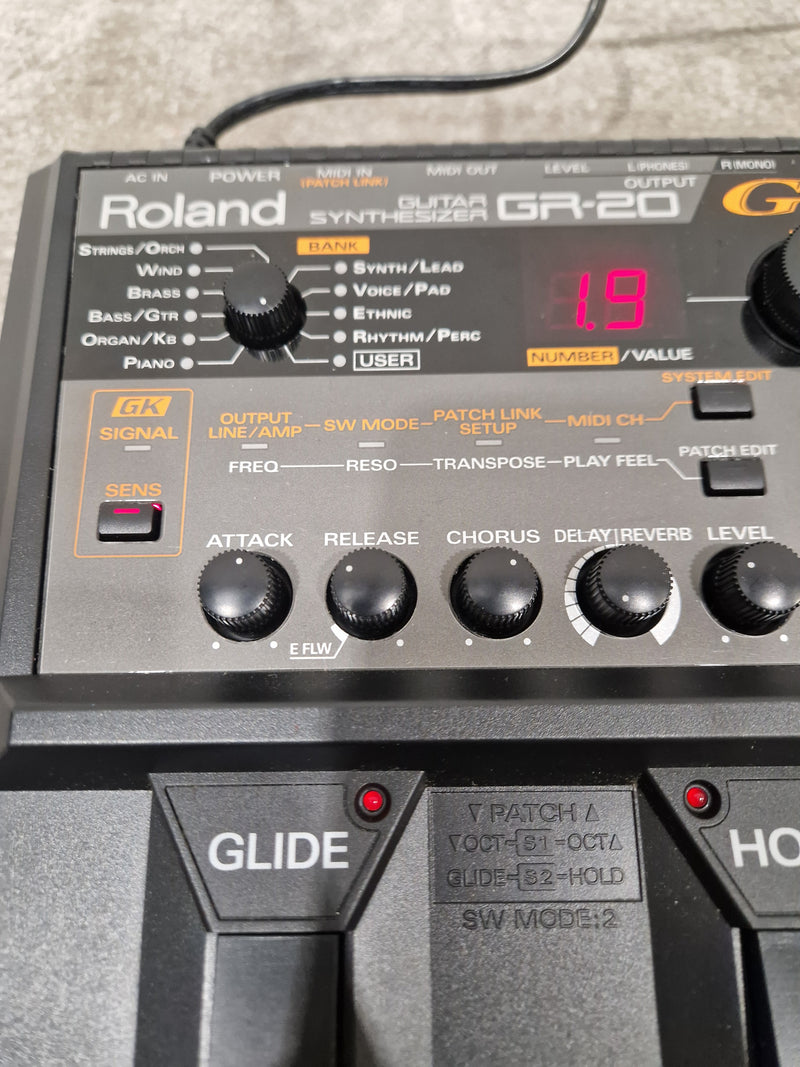 AC IN POWER MIDI IN MIDI OUT LEVEL L(PHONES) R(MONO)
(PATCH LINK) OUTPUT
Roland GUITAR SYNTHESIZER GR-20
BANK
STRINGS/ORCH
WIND SYNTH/LEAD
BRASS VOICE/PAD
BASS/GTR ETHNIC
ORGAN/KB RHYTHM/PERC
PIANO USER
1.9
NUMBER/VALUE
SYSTEM EDIT
GK
SIGNAL
OUTPUT LINE/AMP SW MODE PATCH LINK SETUP MIDI CH
FREQ RESO TRANSPOSE PLAY FEEL PATCH EDIT
SENS
ATTACK RELEASE CHORUS DELAY|REVERB LEVEL
E FLW
GLIDE
▽ PATCH △
▽OCT-S1-OCT△
GLIDE-S2-HOLD
SW MODE:2